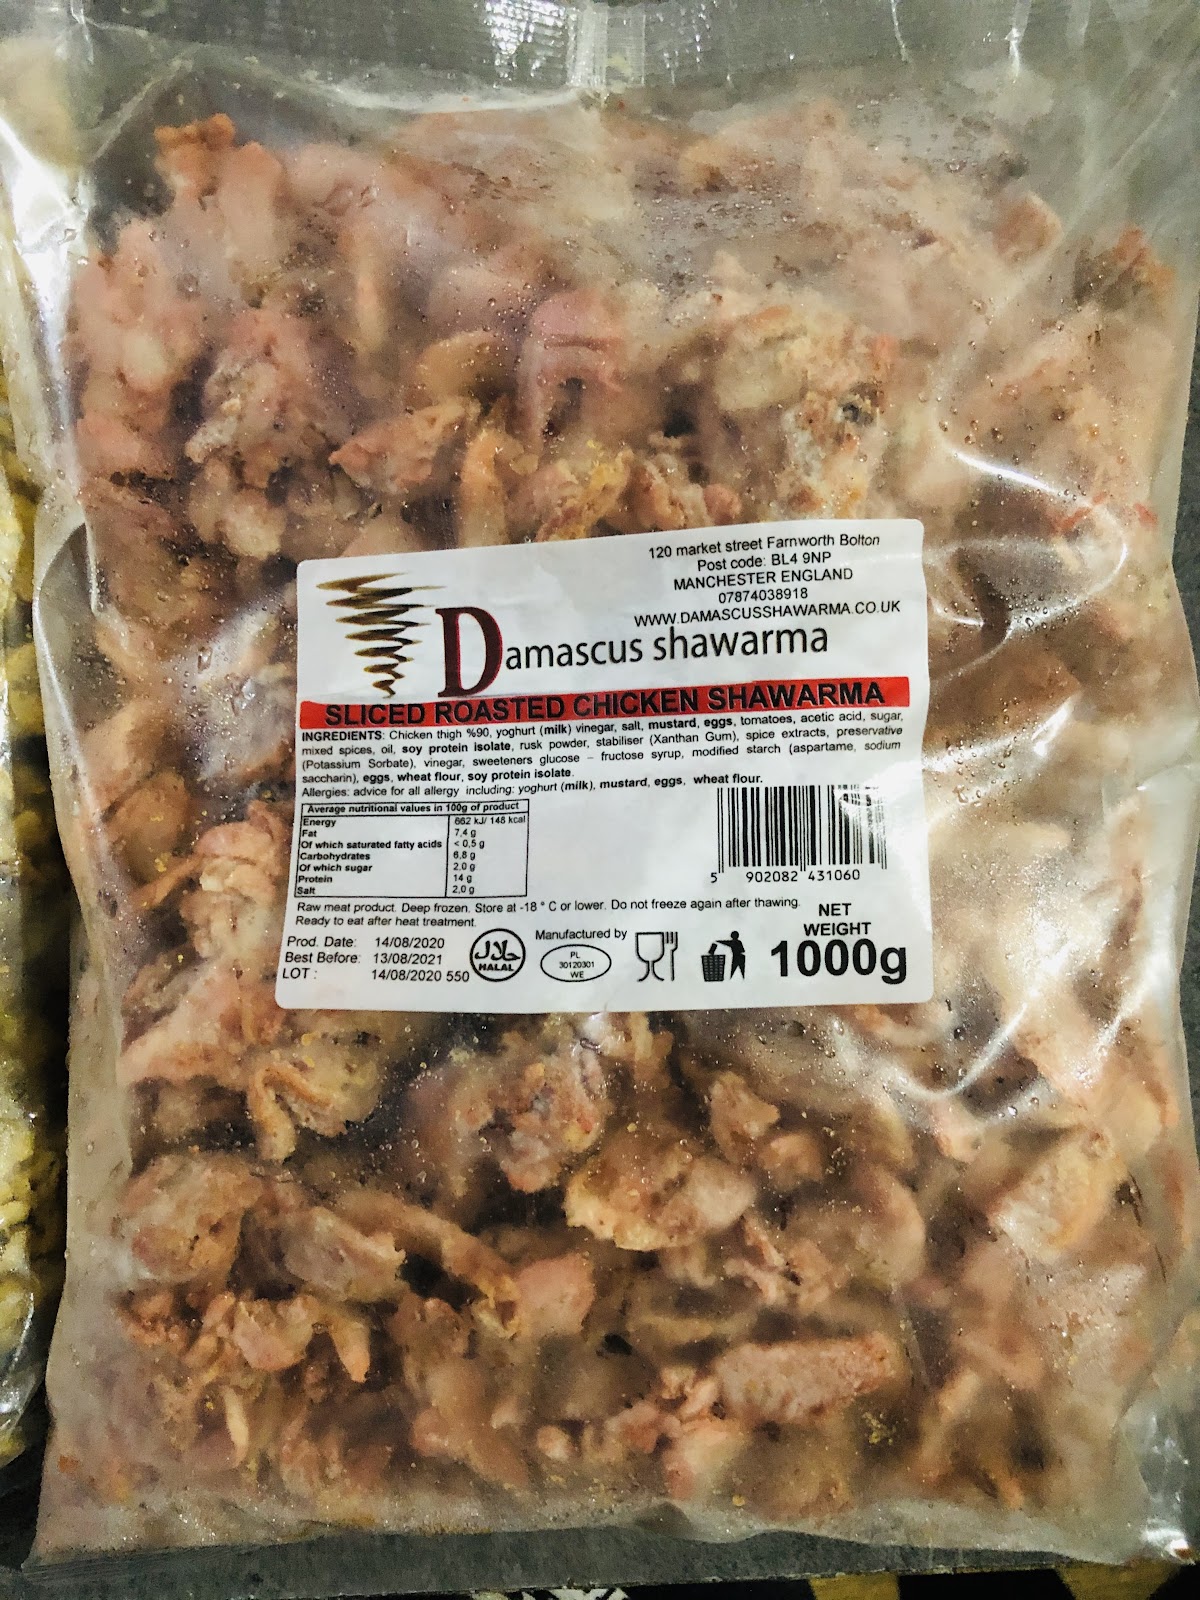 120 market street Farnworth Bolton
Post code: BL4 9NP
MANCHESTER ENGLAND
07874038918
WWW.DAMASCUSSHAWARMA.CO.UK
Damascus shawarma
SLICED ROASTED CHICKEN SHAWARMA
INGREDIENTS: Chicken thigh %90, yoghurt (milk) vinegar, salt, mustard, eggs, tomatoes, acetic acid, sugar,
mixed spices, oil, soy protein isolate, rusk powder, stabiliser (Xanthan Gum), spice extracts, preservative
(Potassium Sorbate), vinegar, sweeteners glucose – fructose syrup, modified starch (aspartame, sodium
saccharin), eggs, wheat flour, soy protein isolate.
Allergies: advice for all allergy including: yoghurt (milk), mustard, eggs, wheat flour.
Average nutritional values in 100g of product
Energy 662 kJ/ 148 kcal
Fat 7,4 g
Of which saturated fatty acids < 0,5 g
Carbohydrates 6,8 g
Of which sugar 2,0 g
Protein 14 g
Salt 2,0 g
5 902082 431060
Raw meat product. Deep frozen. Store at -18 ° C or lower. Do not freeze again after thawing.
Ready to eat after heat treatment.
Prod. Date: 14/08/2020
Best Before: 13/08/2021
LOT : 14/08/2020 550
حلال
HALAL
Manufactured by
PL
30120301
WE
NET
WEIGHT
1000g